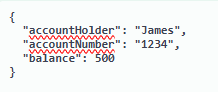 {
"accountHolder": "James",
"accountNumber": "1234",
"balance": 500
}